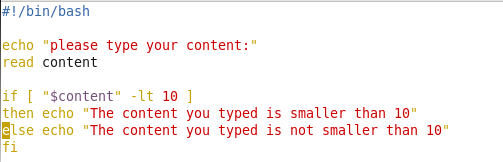 #!/bin/bash
echo "please type your content:"
read content
if [ "$content" -lt 10 ]
then echo "The content you typed is smaller than 10"
else echo "The content you typed is not smaller than 10"
fi